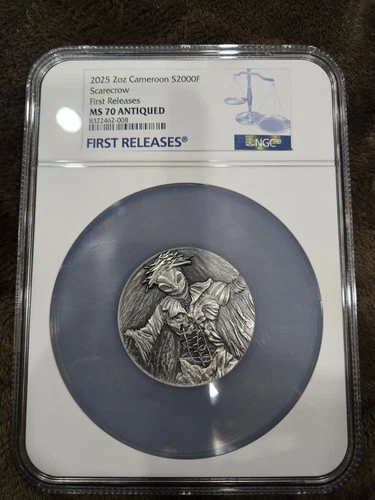 2025 2oz Cameroon S2000F
Scarecrow
First Releases
MS 70 ANTIQUED
8322462-008
FIRST RELEASES®
NGC®